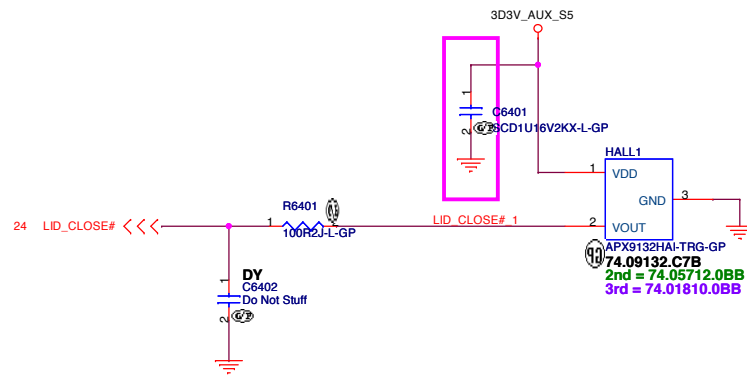 3D3V_AUX_S5
1
C6401
2
SCD1U16V2KX-L-GP
HALL1
1
VDD
GND
3
R6401
24
LID_CLOSE#
1
100R2J-L-GP
LID_CLOSE#_1
2
VOUT
APX9132HAI-TRG-GP
74.09132.C7B
2nd = 74.05712.0BB
3rd = 74.01810.0BB
1
DY
C6402
Do Not Stuff
2